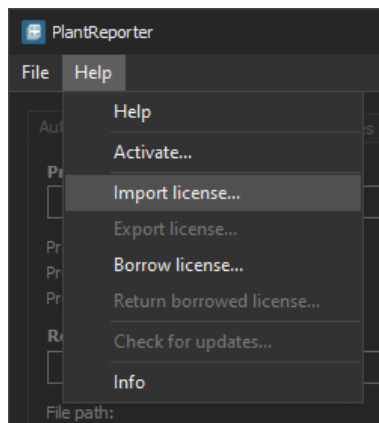 PlantReporter
File Help
Help
Activate...
Import license...
Export license...
Borrow license...
Return borrowed license...
Check for updates...
Info
File path: